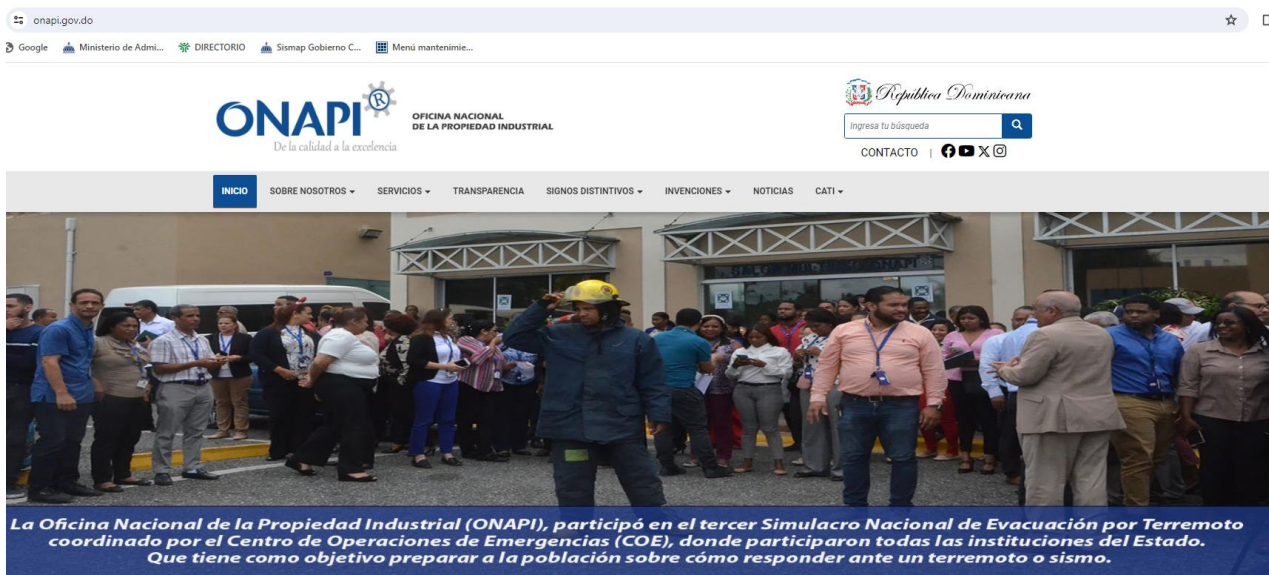 onapi.gov.do
Google Ministerio de Admi... DIRECTORIO Sismap Gobierno C... Menú mantenimie...
ONAPI ®
De la calidad a la excelencia
OFICINA NACIONAL
DE LA PROPIEDAD INDUSTRIAL
República Dominicana
Ingresa tu búsqueda
CONTACTO |
INICIO SOBRE NOSOTROS SERVICIOS TRANSPARENCIA SIGNOS DISTINTIVOS INVENCIONES NOTICIAS CATI
La Oficina Nacional de la Propiedad Industrial (ONAPI), participó en el tercer Simulacro Nacional de Evacuación por Terremoto
coordinado por el Centro de Operaciones de Emergencias (COE), donde participaron todas las instituciones del Estado.
Que tiene como objetivo preparar a la población sobre cómo responder ante un terremoto o sismo.